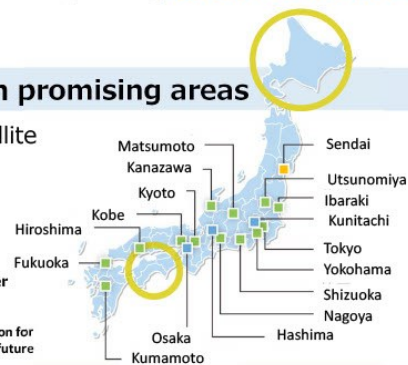 n promising areas
llite
Matsumoto
Kanazawa
Kyoto
Kobe
Hiroshima
Fukuoka
er
on for
future
Sendai
Utsunomiya
Ibaraki
Kunitachi
Tokyo
Yokohama
Shizuoka
Nagoya
Hashima
Osaka
Kumamoto